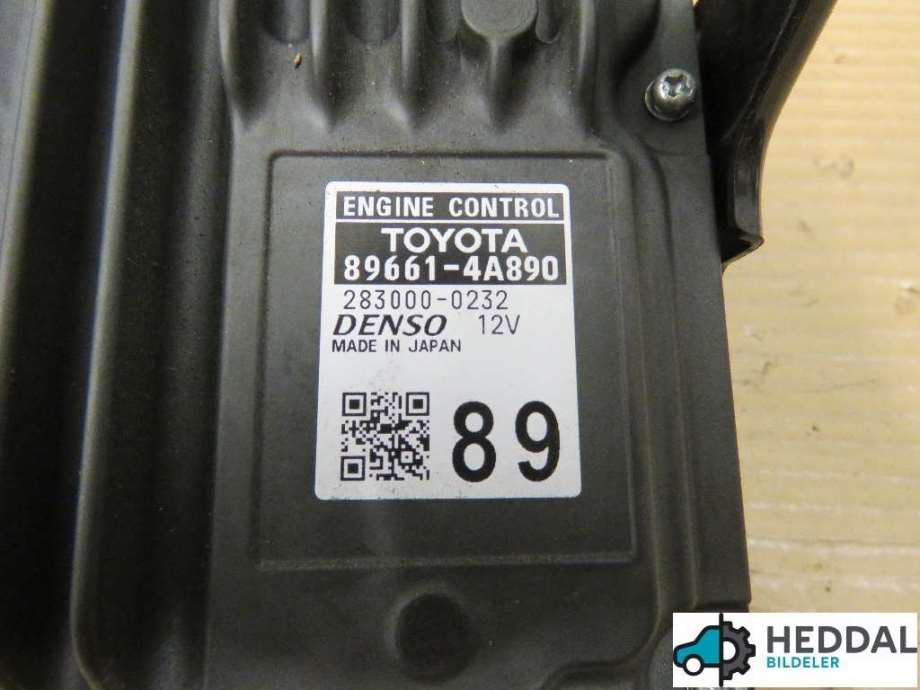 ENGINE CONTROL
TOYOTA
89661-4A890
283000-0232
DENSO 12V
MADE IN JAPAN
89
HEDDAL
BILDELER